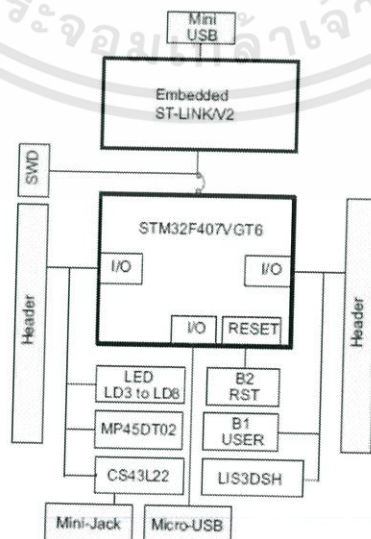 Mini
USB
Embedded
ST-LINK/V2
SWD
STM32F407VGT6
I/O
I/O
Header
Header
I/O
RESET
LED
LD3 to LD8
B2
RST
MP45DT02
B1
USER
CS43L22
LIS3DSH
Mini-Jack
Micro-USB